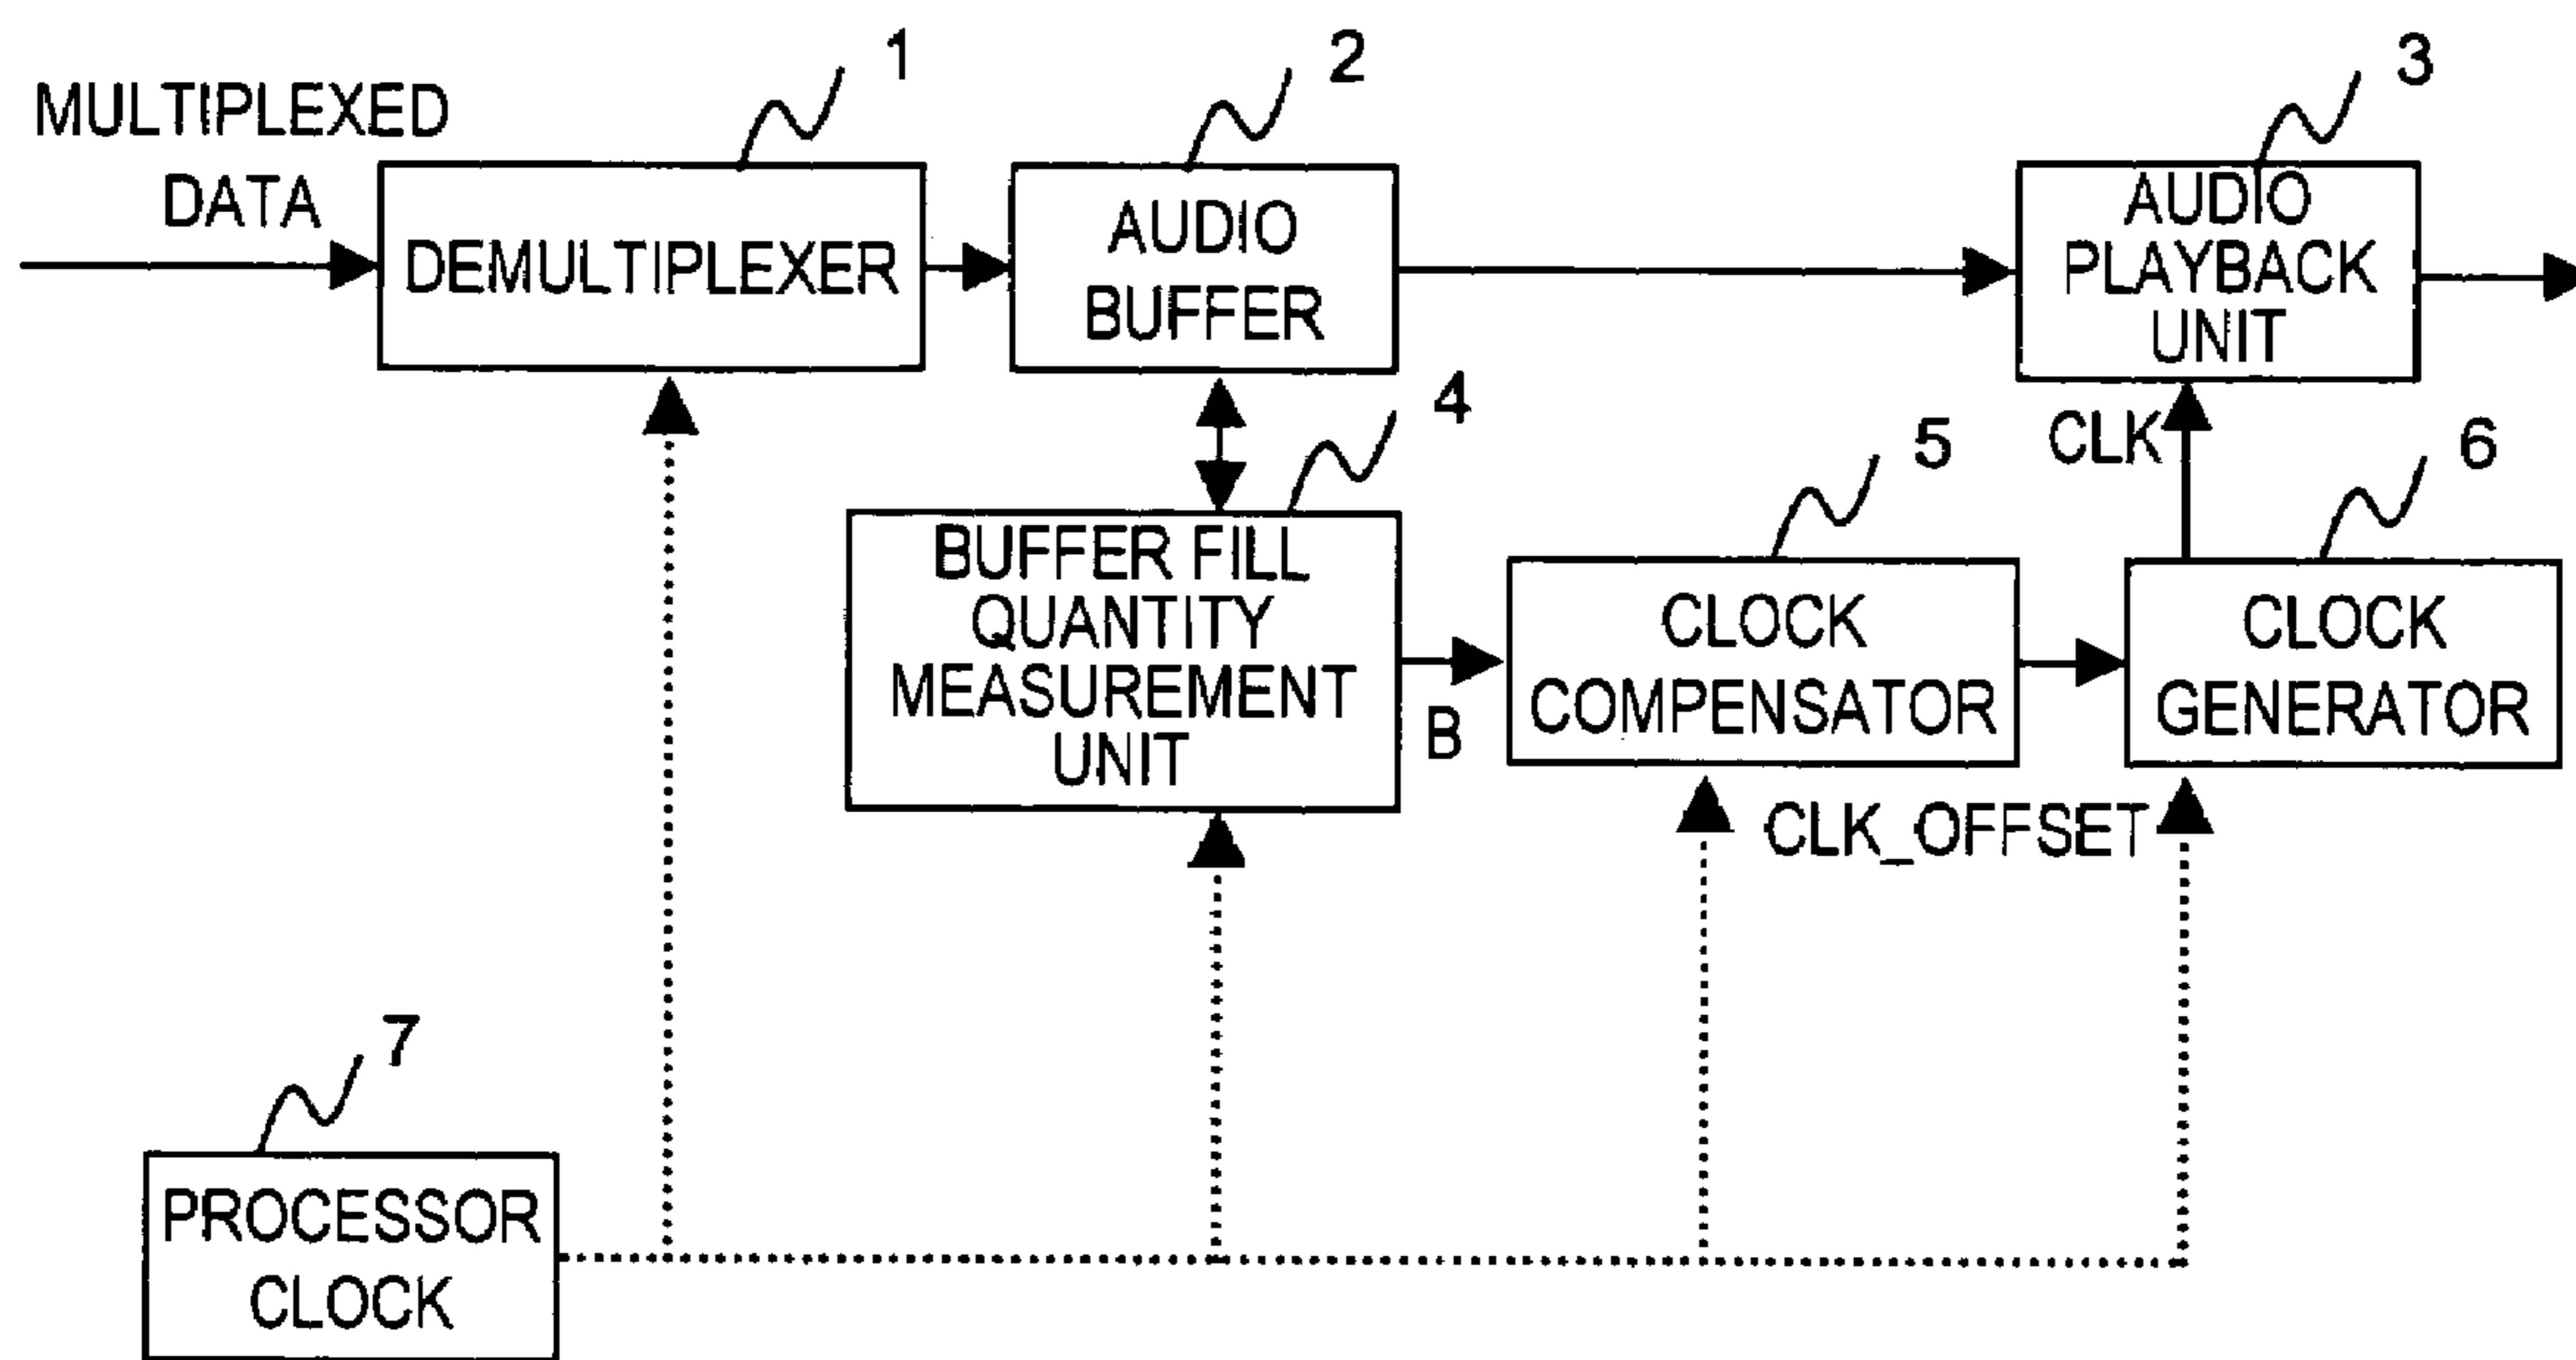 1
2
3
MULTIPLEXED
DATA
DEMULTIPLEXER
AUDIO
BUFFER
AUDIO
PLAYBACK
UNIT
4
5
CLK
6
BUFFER FILL
QUANTITY
MEASUREMENT
UNIT
B
CLOCK
COMPENSATOR
CLOCK
GENERATOR
CLK_OFFSET
7
PROCESSOR
CLOCK